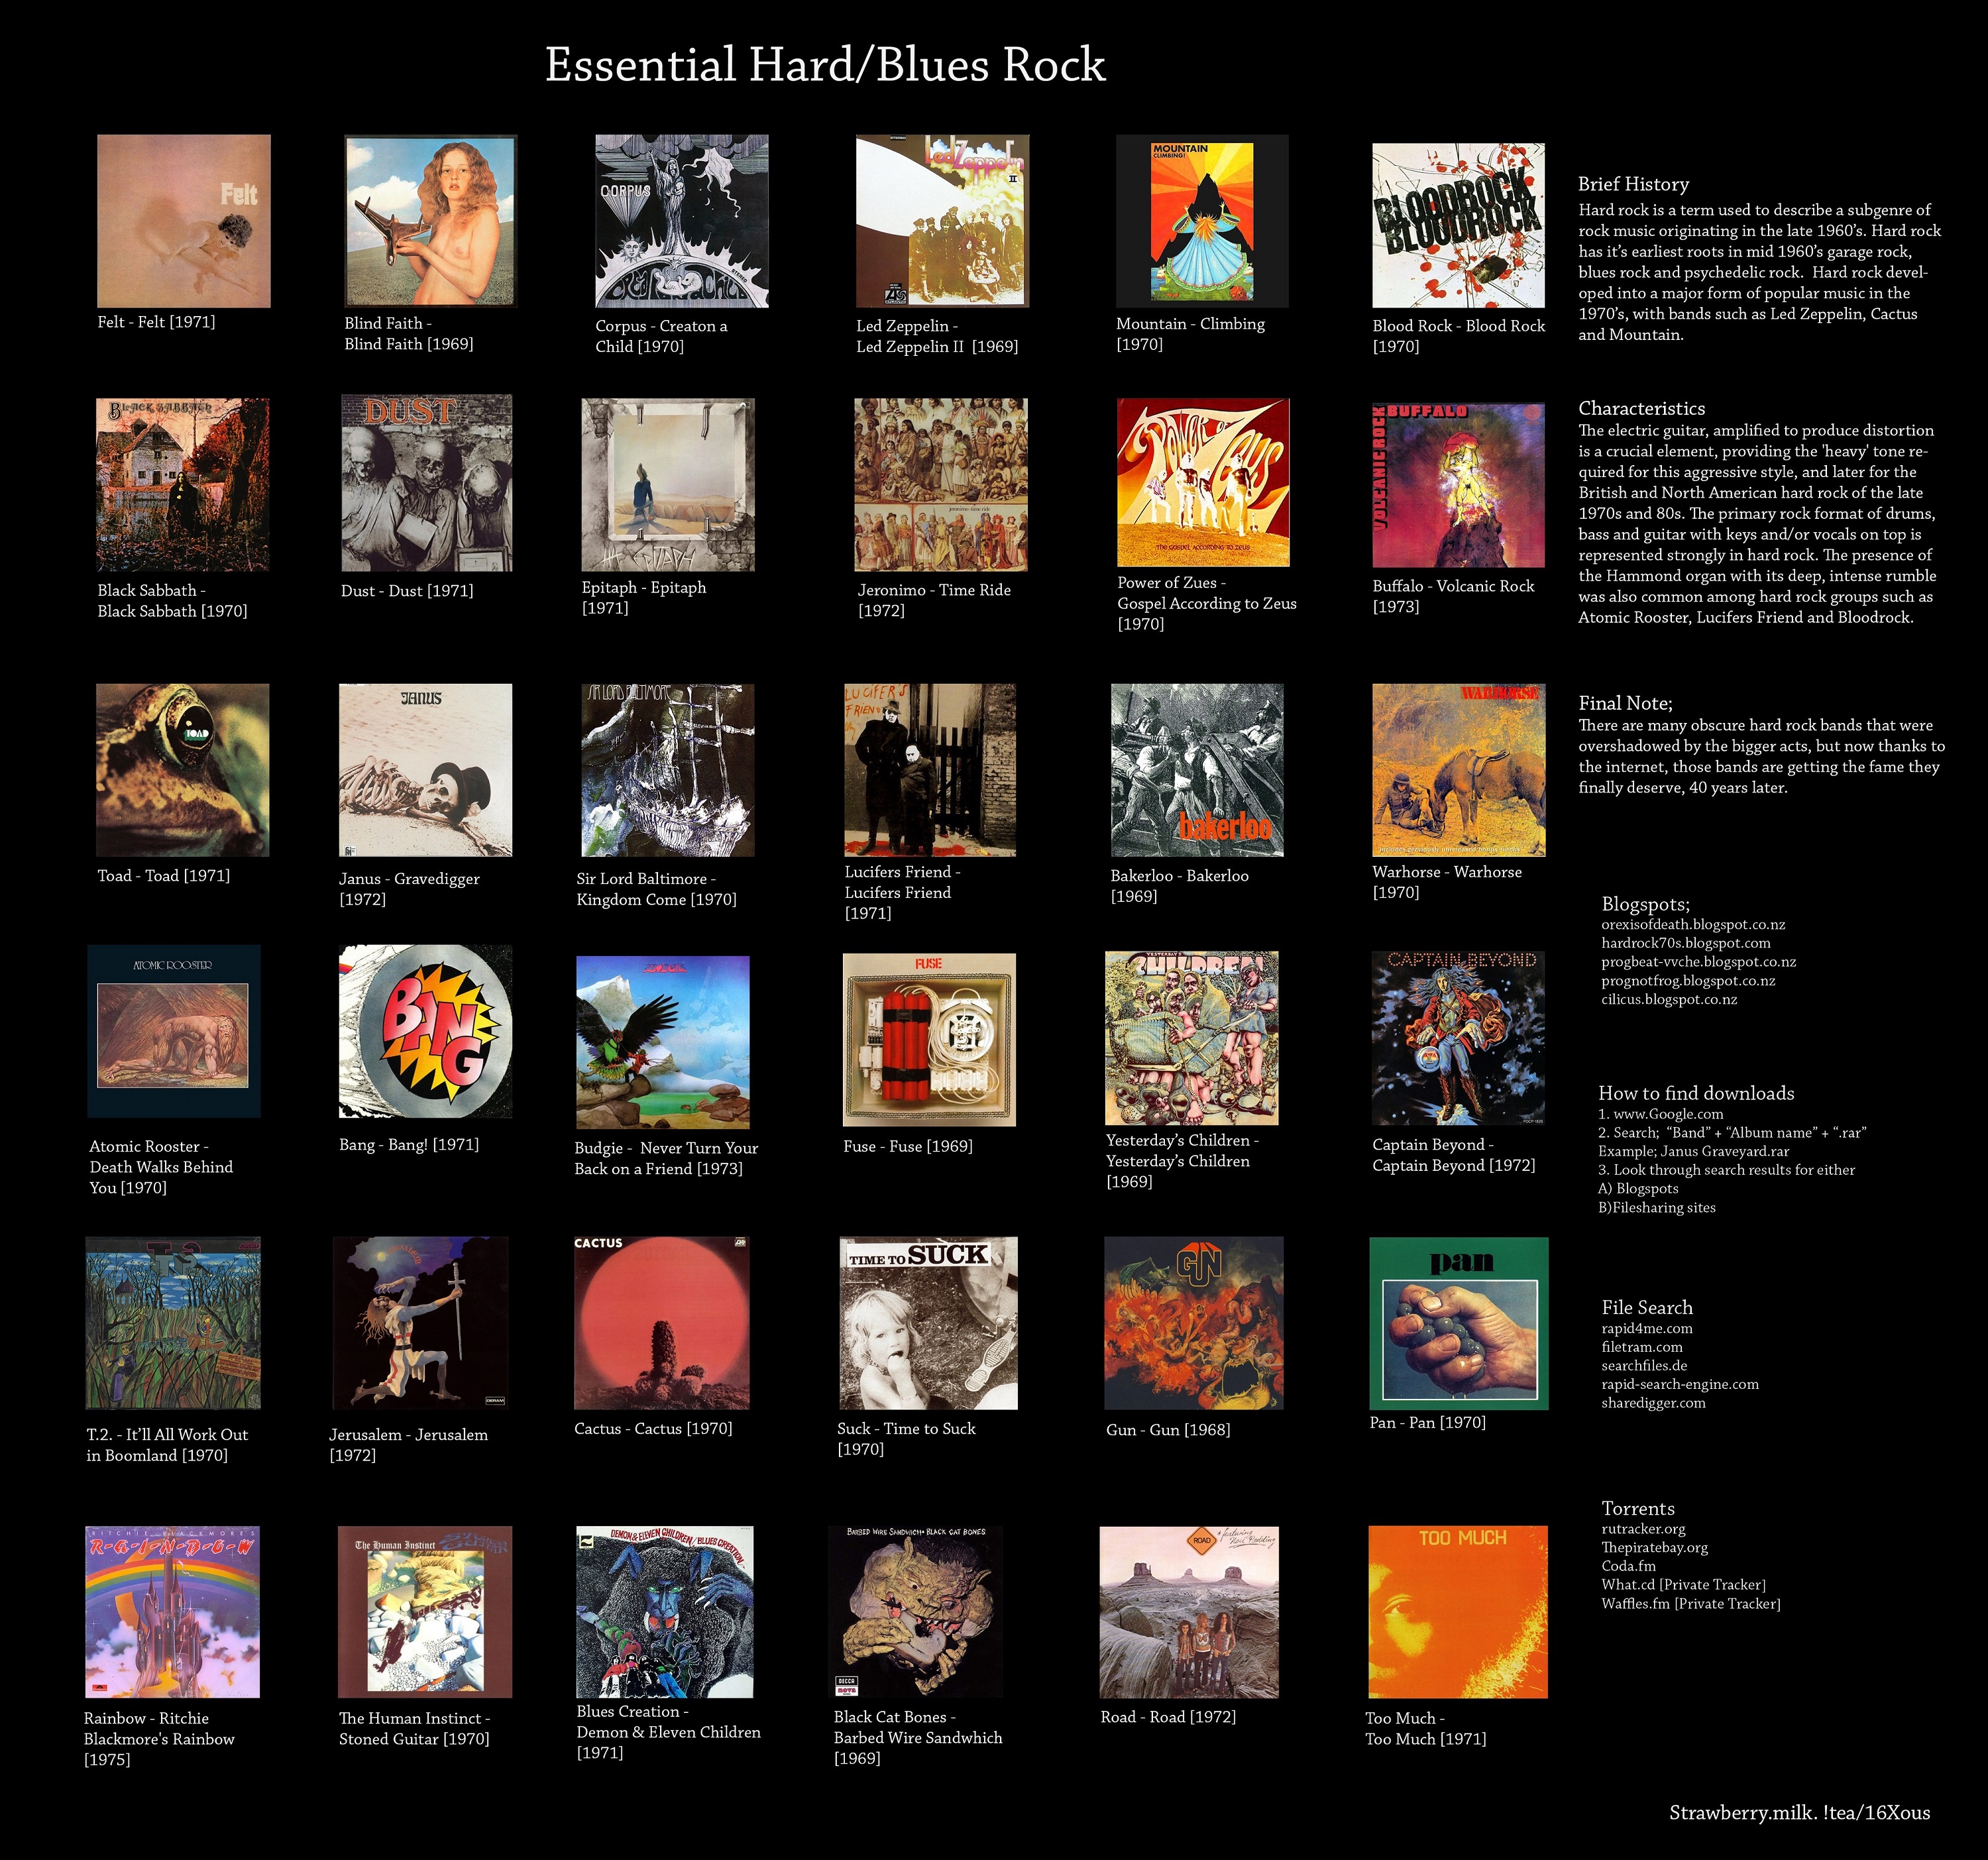 Essential Hard/Blues Rock
Felt
Felt - Felt [1971]
Blind Faith -
Blind Faith [1969]
CORPUS
Corpus - Creaton a
Child [1970]
Led Zeppelin
II
Led Zeppelin -
Led Zeppelin II [1969]
MOUNTAIN
CLIMBING!
Mountain - Climbing
[1970]
BLOODROCK
BLOODROCK
Blood Rock - Blood Rock
[1970]
Brief History
Hard rock is a term used to describe a subgenre of
rock music originating in the late 1960's. Hard rock
has it's earliest roots in mid 1960's garage rock,
blues rock and psychedelic rock. Hard rock devel-
oped into a major form of popular music in the
1970's, with bands such as Led Zeppelin, Cactus
and Mountain.
BLACK SABBATH
Black Sabbath -
Black Sabbath [1970]
DUST
Dust - Dust [1971]
EPITAPH
Epitaph - Epitaph
[1971]
jeronimo - time ride
Jeronimo - Time Ride
[1972]
POWER OF ZEUS
THE GOSPEL ACCORDING TO ZEUS
Power of Zues -
Gospel According to Zeus
[1970]
BUFFALO
VOLCANIC ROCK
Buffalo - Volcanic Rock
[1973]
Characteristics
The electric guitar, amplified to produce distortion
is a crucial element, providing the 'heavy' tone re-
quired for this aggressive style, and later for the
British and North American hard rock of the late
1970s and 80s. The primary rock format of drums,
bass and guitar with keys and/or vocals on top is
represented strongly in hard rock. The presence of
the Hammond organ with its deep, intense rumble
was also common among hard rock groups such as
Atomic Rooster, Lucifers Friend and Bloodrock.
TOAD
Toad - Toad [1971]
JANUS
Janus - Gravedigger
[1972]
SIR LORD BALTIMORE
Sir Lord Baltimore -
Kingdom Come [1970]
LUCIFER'S
FRIEND
Lucifers Friend -
Lucifers Friend
[1971]
bakerloo
Bakerloo - Bakerloo
[1969]
WARHORSE
Warhorse - Warhorse
[1970]
Final Note;
There are many obscure hard rock bands that were
overshadowed by the bigger acts, but now thanks to
the internet, those bands are getting the fame they
finally deserve, 40 years later.
Blogspots;
orexisofdeath.blogspot.co.nz
hardrock70s.blogspot.com
progbeat-vvche.blogspot.co.nz
prognotfrog.blogspot.co.nz
cilicus.blogspot.co.nz
ATOMIC ROOSTER
Atomic Rooster -
Death Walks Behind
You [1970]
BANG
Bang - Bang! [1971]
Budgie - Never Turn Your
Back on a Friend [1973]
FUSE
Fuse - Fuse [1969]
YESTERDAY'S
CHILDREN
Yesterday's Children -
Yesterday's Children
[1969]
CAPTAIN BEYOND
Captain Beyond -
Captain Beyond [1972]
How to find downloads
1. www.Google.com
2. Search; "Band" + "Album name" + ".rar"
Example; Janus Graveyard.rar
3. Look through search results for either
A) Blogspots
B)Filesharing sites
T.2.
T.2. - It'll All Work Out
in Boomland [1970]
DERAM
Jerusalem - Jerusalem
[1972]
CACTUS
Cactus - Cactus [1970]
TIME TO SUCK
Suck - Time to Suck
[1970]
GUN
Gun - Gun [1968]
pan
Pan - Pan [1970]
File Search
rapid4me.com
filetram.com
searchfiles.de
rapid-search-engine.com
sharedigger.com
Torrents
rutracker.org
Thepiratebay.org
Coda.fm
What.cd [Private Tracker]
Waffles.fm [Private Tracker]
RITCHIE BLACKMORE'S
R-A-I-N-B-O-W
Rainbow - Ritchie
Blackmore's Rainbow
[1975]
The Human Instinct
The Human Instinct -
Stoned Guitar [1970]
DEMON & ELEVEN CHILDREN / BLUES CREATION
Blues Creation -
Demon & Eleven Children
[1971]
BARBED WIRE SANDWICH • BLACK CAT BONES
DECCA
nova
Black Cat Bones -
Barbed Wire Sandwhich
[1969]
ROAD
featuring
Noel Redding
Road - Road [1972]
TOO MUCH
Too Much -
Too Much [1971]
Strawberry.milk. !tea/16Xous